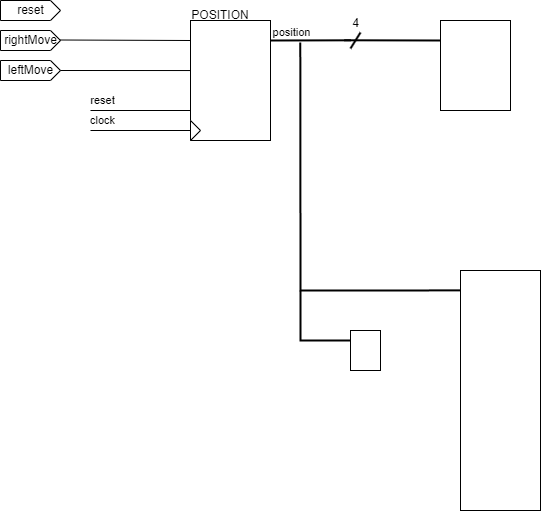 reset
POSITION
rightMove
position
4
leftMove
reset
clock